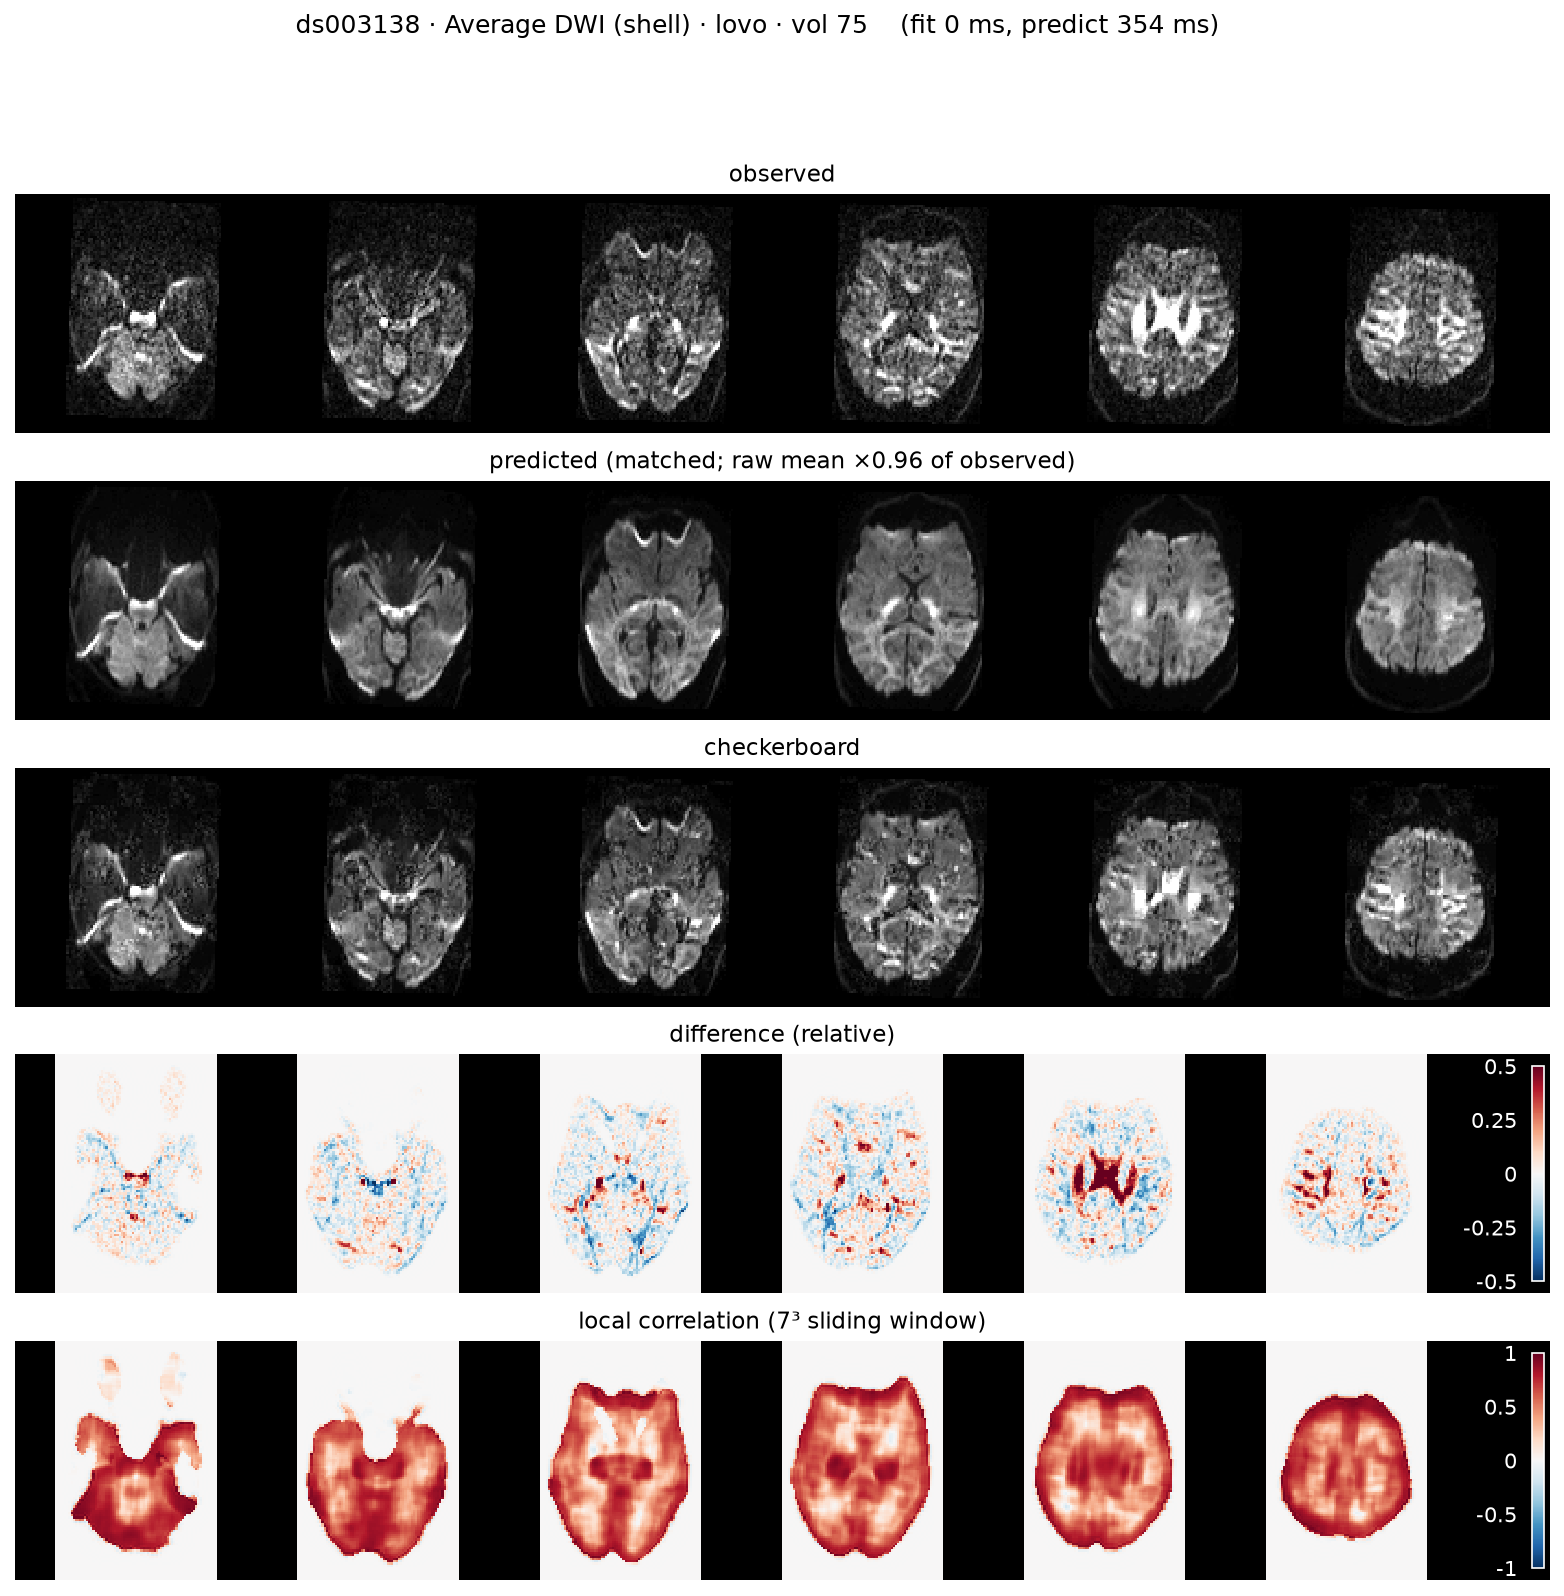 ds003138 · Average DWI (shell) · lovo · vol 75    (fit 0 ms, predict 354 ms)
observed
predicted (matched; raw mean ×0.96 of observed)
checkerboard
difference (relative)
0.5
0.25
0
-0.25
-0.5
local correlation (7³ sliding window)
1
0.5
0
-0.5
-1